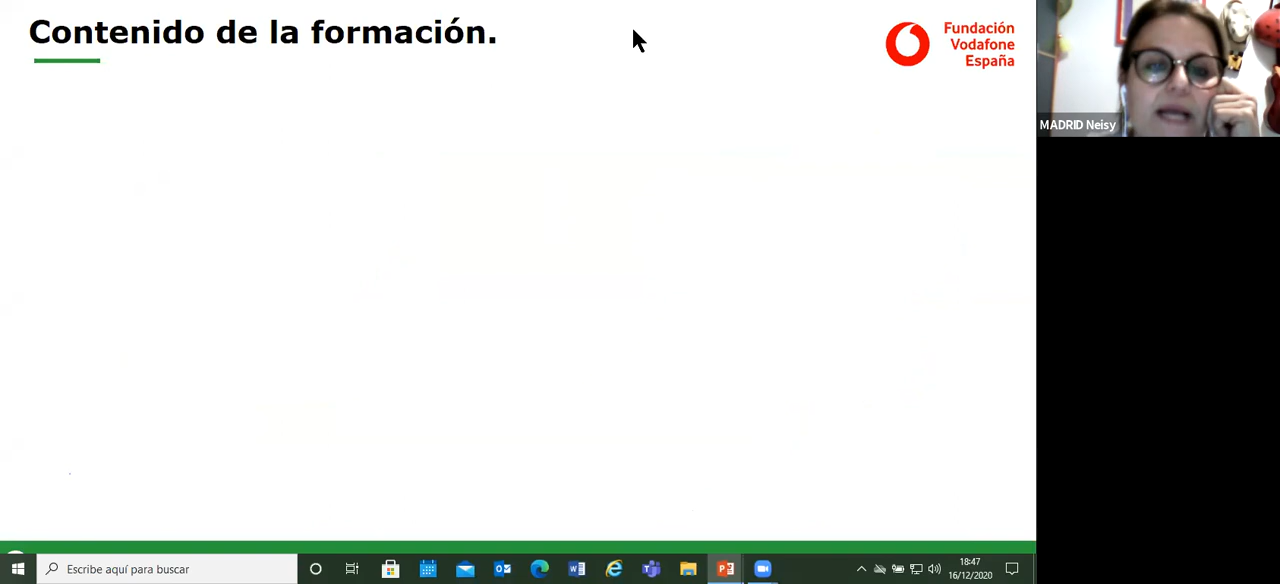 Contenido de la formación.
Fundación
Vodafone
España
MADRID Neisy
Escribe aquí para buscar
18:47
16/12/2020